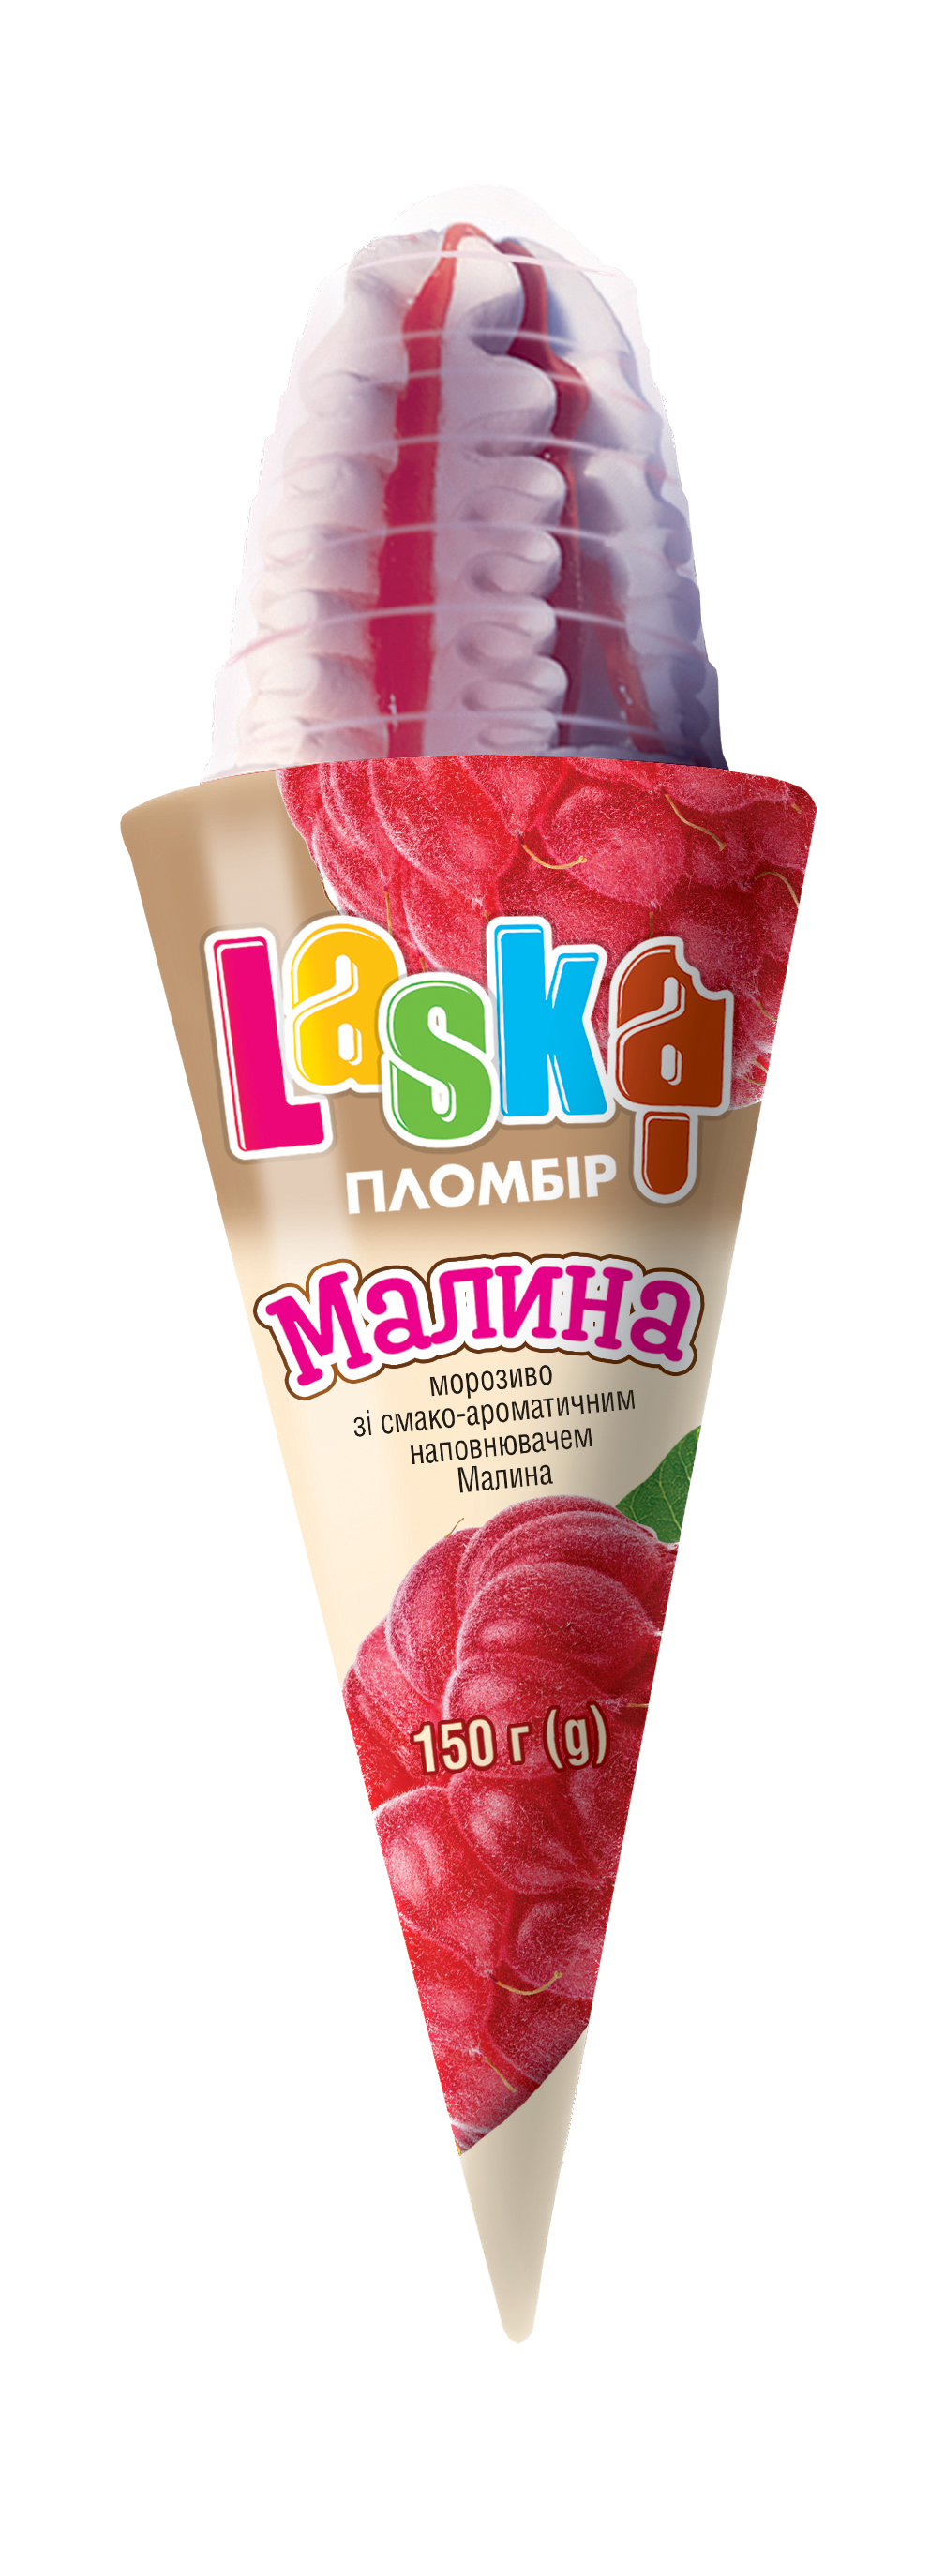 Laska
ПЛОМБІР
Малина
морозиво
зі смако-ароматичним
наповнювачем
Малина
150 г (g)